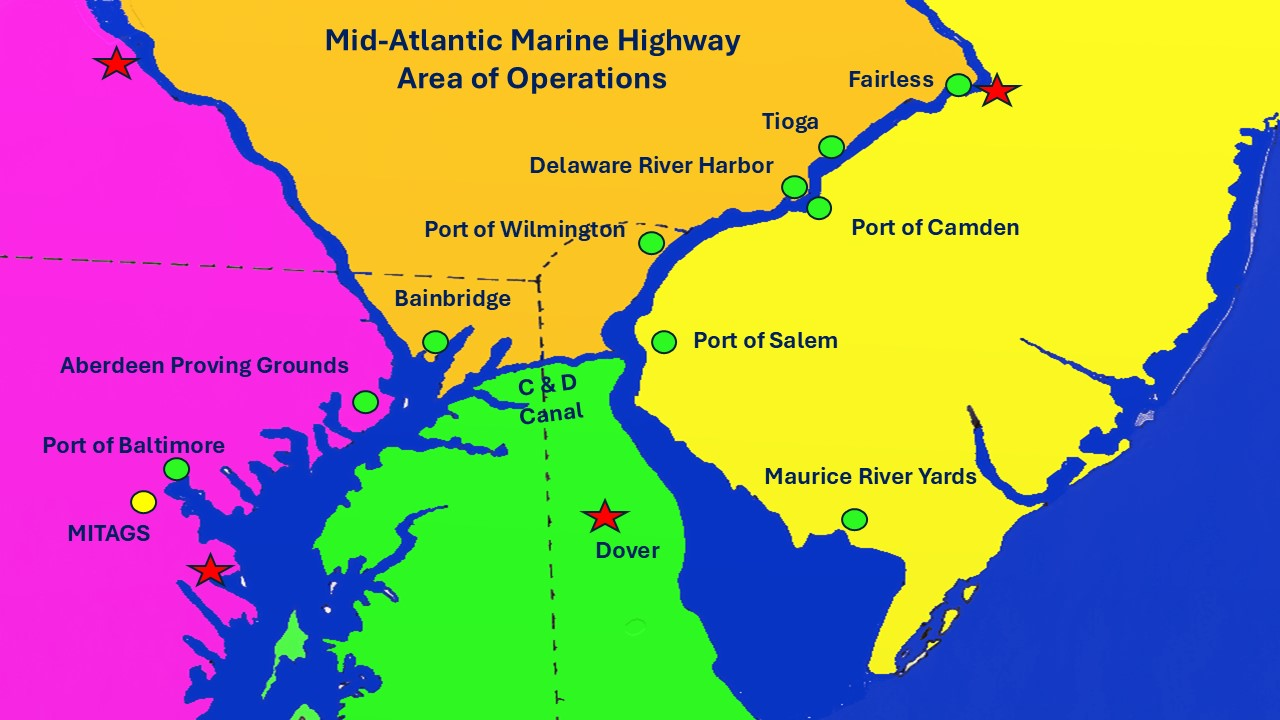 Mid-Atlantic Marine Highway
Area of Operations
Fairless
Tioga
Delaware River Harbor
Port of Wilmington
Port of Camden
Bainbridge
Port of Salem
Aberdeen Proving Grounds
C & D
Canal
Port of Baltimore
Maurice River Yards
MITAGS
Dover